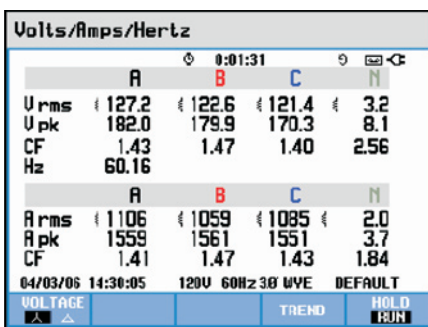 Volts/Amps/Hertz
0:01:31
A B C N
V rms 127.2 122.6 121.4 3.2
V pk 182.0 179.9 170.3 8.1
CF 1.43 1.47 1.40 2.56
Hz 60.16
A B C N
A rms 1106 1059 1085 2.0
A pk 1559 1561 1551 3.7
CF 1.41 1.47 1.43 1.84
04/03/06 14:30:05 120V 60Hz 3Ø WYE DEFAULT
VOLTAGE TREND HOLD
RUN